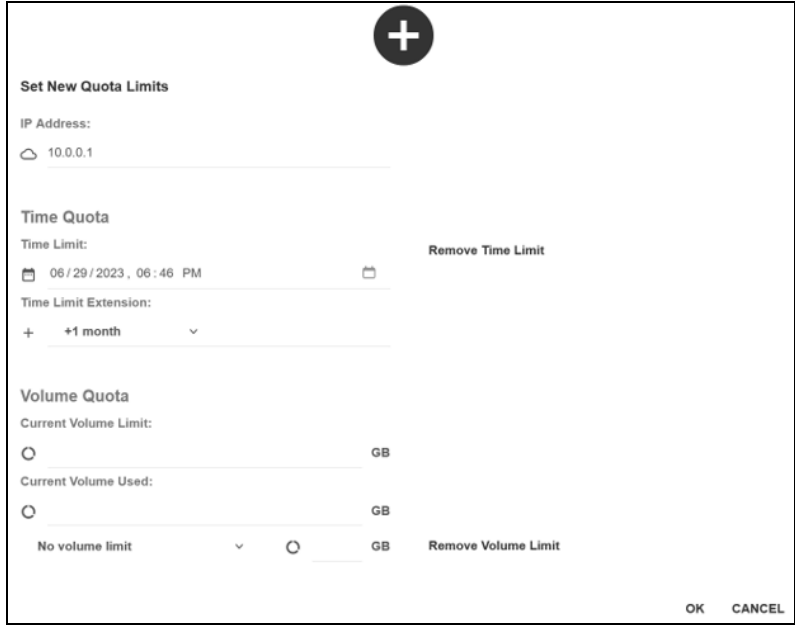 Set New Quota Limits
IP Address:
10.0.0.1
Time Quota
Time Limit:
Remove Time Limit
06/29/2023, 06:46 PM
Time Limit Extension:
+ +1 month
Volume Quota
Current Volume Limit:
GB
Current Volume Used:
GB
No volume limit GB Remove Volume Limit
OK CANCEL